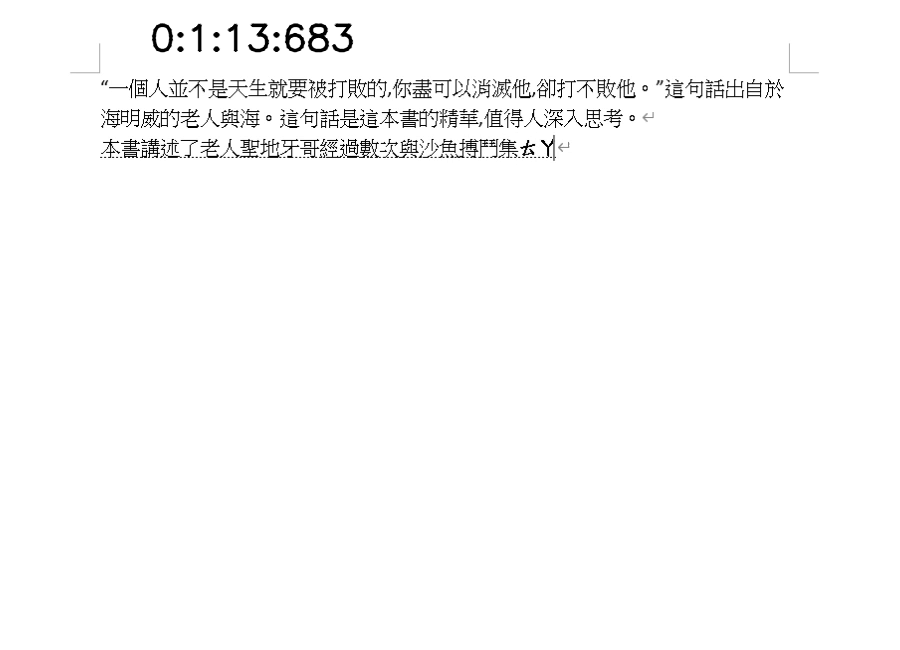 0:1:13:683
“一個人並不是天生就要被打敗的,你盡可以消滅他,卻打不敗他。”這句話出自於
海明威的老人與海。這句話是這本書的精華,值得人深入思考。
本書講述了老人聖地牙哥經過數次與沙魚搏鬥集ㄊㄚ